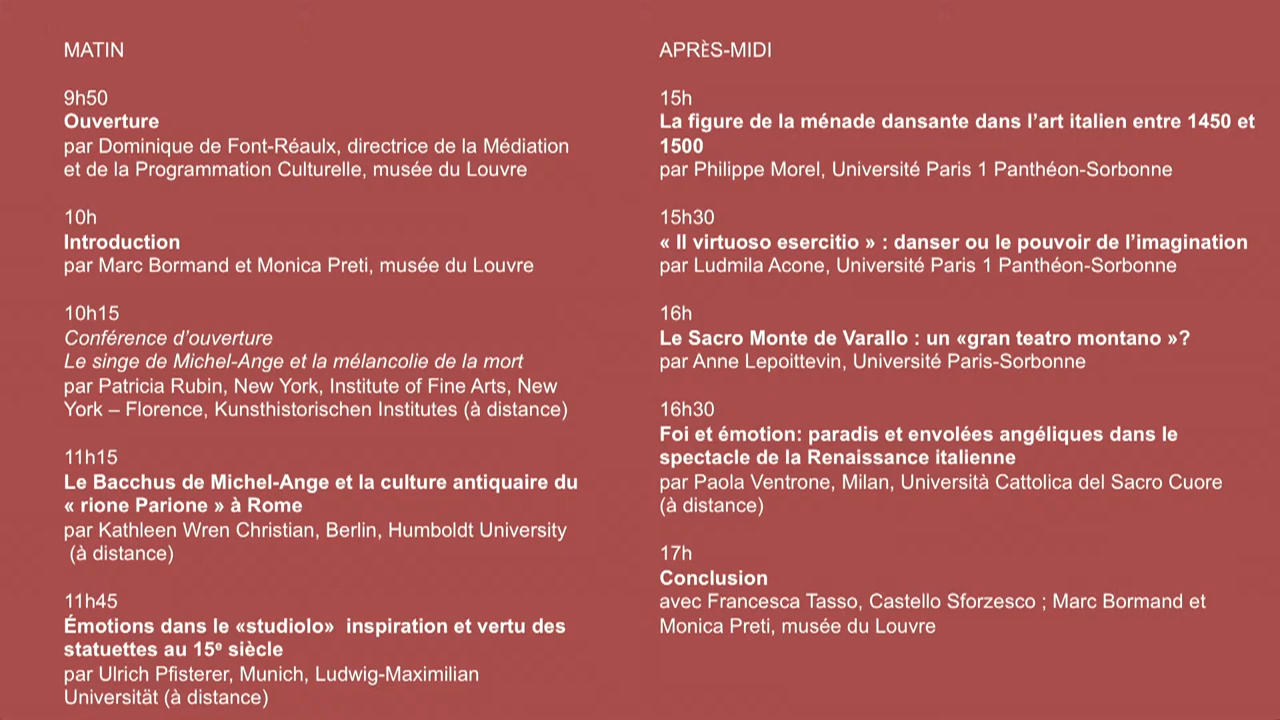 MATIN
9h50
Ouverture
par Dominique de Font-Réaulx, directrice de la Médiation
et de la Programmation Culturelle, musée du Louvre
10h
Introduction
par Marc Bormand et Monica Preti, musée du Louvre
10h15
Conférence d’ouverture
Le singe de Michel-Ange et la mélancolie de la mort
par Patricia Rubin, New York, Institute of Fine Arts, New
York – Florence, Kunsthistorischen Institutes (à distance)
11h15
Le Bacchus de Michel-Ange et la culture antiquaire du
« rione Parione » à Rome
par Kathleen Wren Christian, Berlin, Humboldt University
(à distance)
11h45
Émotions dans le «studiolo»  inspiration et vertu des
statuettes au 15ᵉ siècle
par Ulrich Pfisterer, Munich, Ludwig-Maximilian
Universität (à distance)
APRÈS-MIDI
15h
La figure de la ménade dansante dans l’art italien entre 1450 et
1500
par Philippe Morel, Université Paris 1 Panthéon-Sorbonne
15h30
« Il virtuoso esercitio » : danser ou le pouvoir de l’imagination
par Ludmila Acone, Université Paris 1 Panthéon-Sorbonne
16h
Le Sacro Monte de Varallo : un «gran teatro montano »?
par Anne Lepoittevin, Université Paris-Sorbonne
16h30
Foi et émotion: paradis et envolées angéliques dans le
spectacle de la Renaissance italienne
par Paola Ventrone, Milan, Università Cattolica del Sacro Cuore
(à distance)
17h
Conclusion
avec Francesca Tasso, Castello Sforzesco ; Marc Bormand et
Monica Preti, musée du Louvre